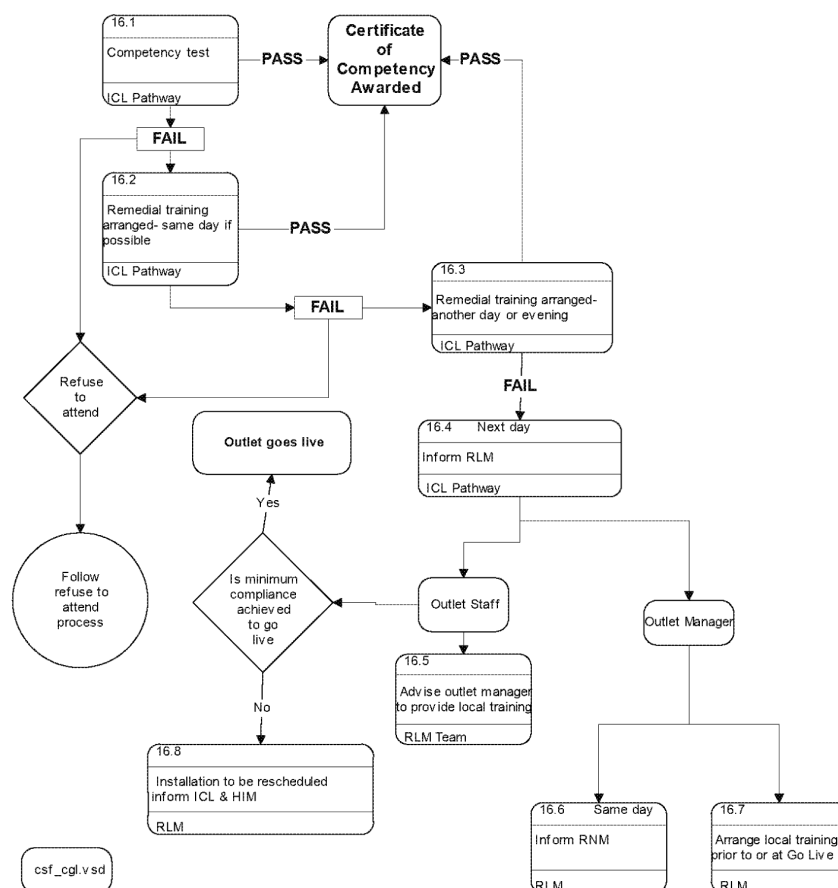 16.1
Competency test
ICL Pathway
PASS
Certificate
of
Competency
Awarded
PASS
FAIL
16.2
Remedial training
arranged- same day if
possible
ICL Pathway
PASS
FAIL
16.3
Remedial training arranged-
another day or evening
ICL Pathway
FAIL
Refuse
to
attend
Outlet goes live
16.4 Next day
Inform RLM
ICL Pathway
Yes
Follow
refuse to
attend
process
Is minimum
compliance
achieved
to go
live
Outlet Staff
Outlet Manager
16.5
Advise outlet manager
to provide local training
RLM Team
No
16.8
Installation to be rescheduled
inform ICL & HIM
RLM
16.6 Same day
Inform RNM
RLM
16.7
Arrange local training
prior to or at Go Live
RLM
csf_cgl.vsd